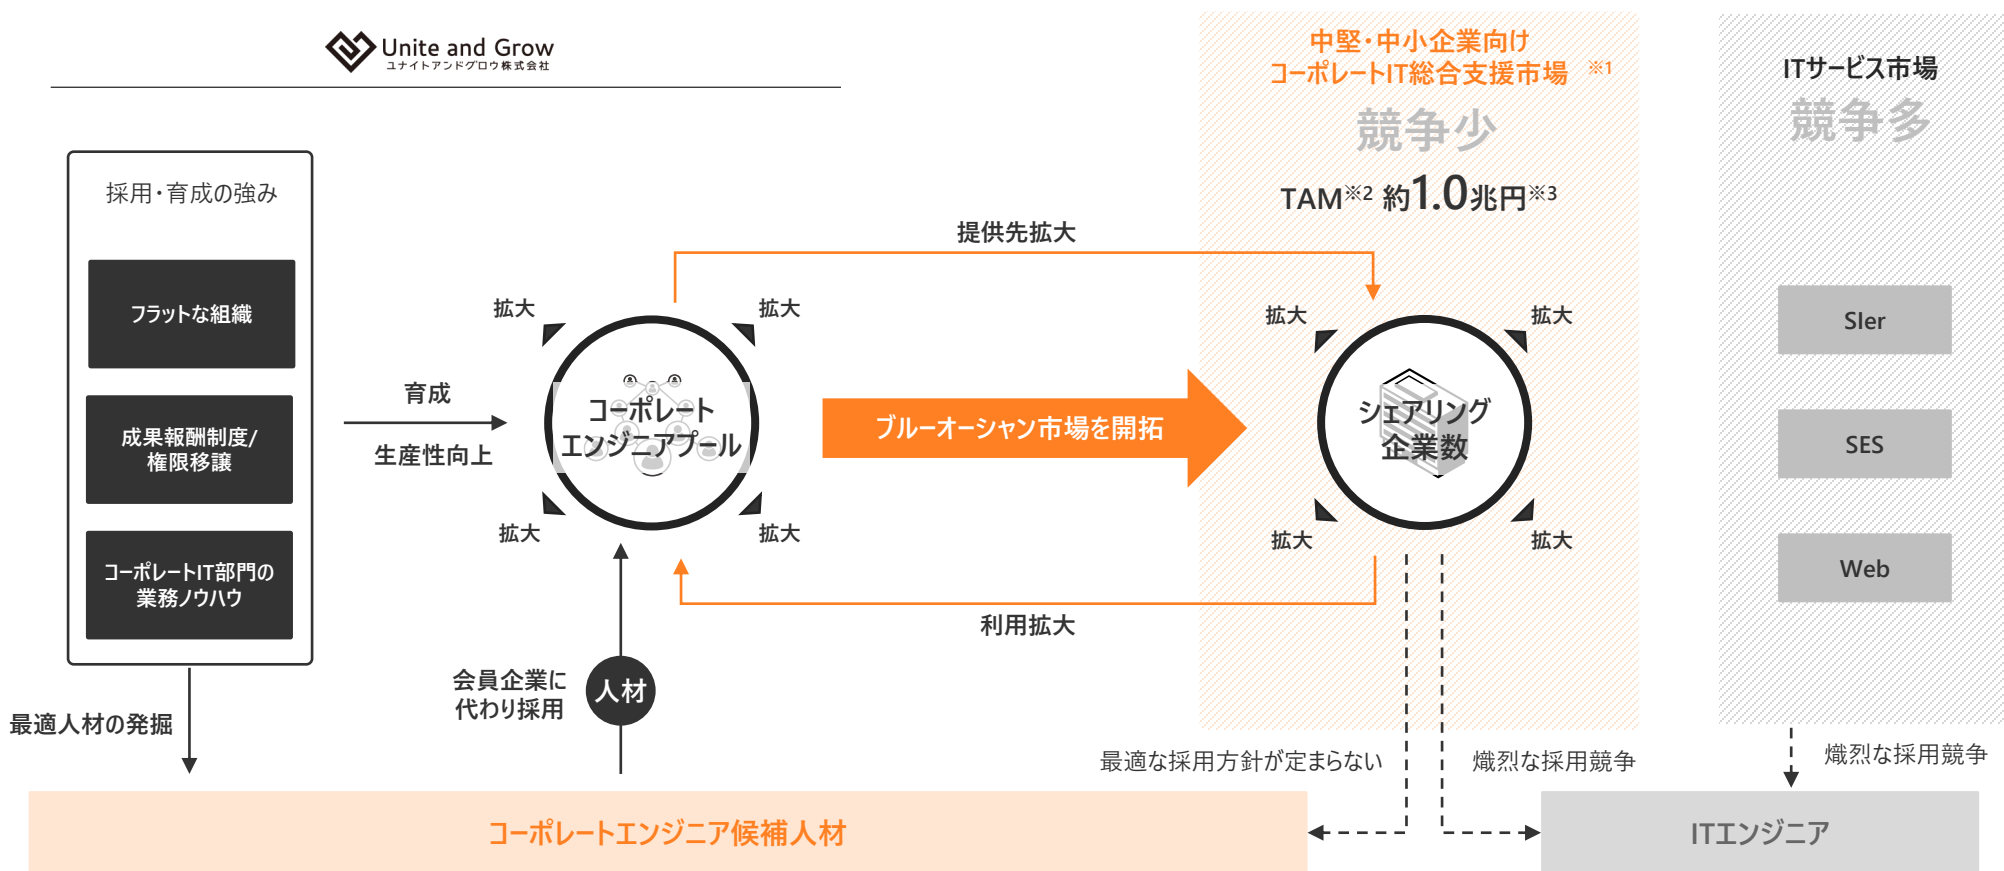 Unite and Grow
ユナイトアンドグロウ株式会社
中堅・中小企業向け
コーポレートIT総合支援市場 ※1
競争少
TAM※2 約1.0兆円※3
ITサービス市場
競争多
採用・育成の強み
フラットな組織
成果報酬制度/
権限移譲
コーポレートIT部門の
業務ノウハウ
最適人材の発掘
育成
生産性向上
提供先拡大
拡大
拡大
コーポレート
エンジニアプール
拡大
拡大
ブルーオーシャン市場を開拓
拡大
拡大
シェアリング
企業数
拡大
拡大
利用拡大
会員企業に
代わり採用
人材
SIer
SES
Web
最適な採用方針が定まらない
熾烈な採用競争
熾烈な採用競争
コーポレートエンジニア候補人材
ITエンジニア